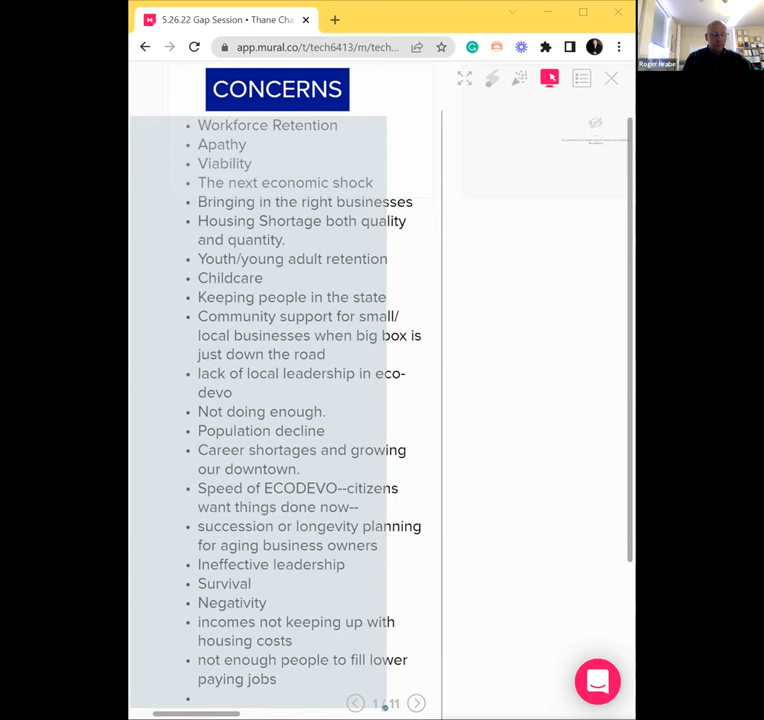 5.26.22 Gap Session - Thane Cha
app.mural.co/t/tech6413/m/tech...
Roger Hrabe
CONCERNS
• Workforce Retention
• Apathy
• Viability
• The next economic shock
• Bringing in the right businesses
• Housing Shortage both quality
and quantity.
• Youth/young adult retention
• Childcare
• Keeping people in the state
• Community support for small/
local businesses when big box is
just down the road
• lack of local leadership in eco-
devo
• Not doing enough.
• Population decline
• Career shortages and growing
our downtown.
• Speed of ECODEVO--citizens
want things done now--
• succession or longevity planning
for aging business owners
• Ineffective leadership
• Survival
• Negativity
• incomes not keeping up with
housing costs
• not enough people to fill lower
paying jobs
•
1 / 11